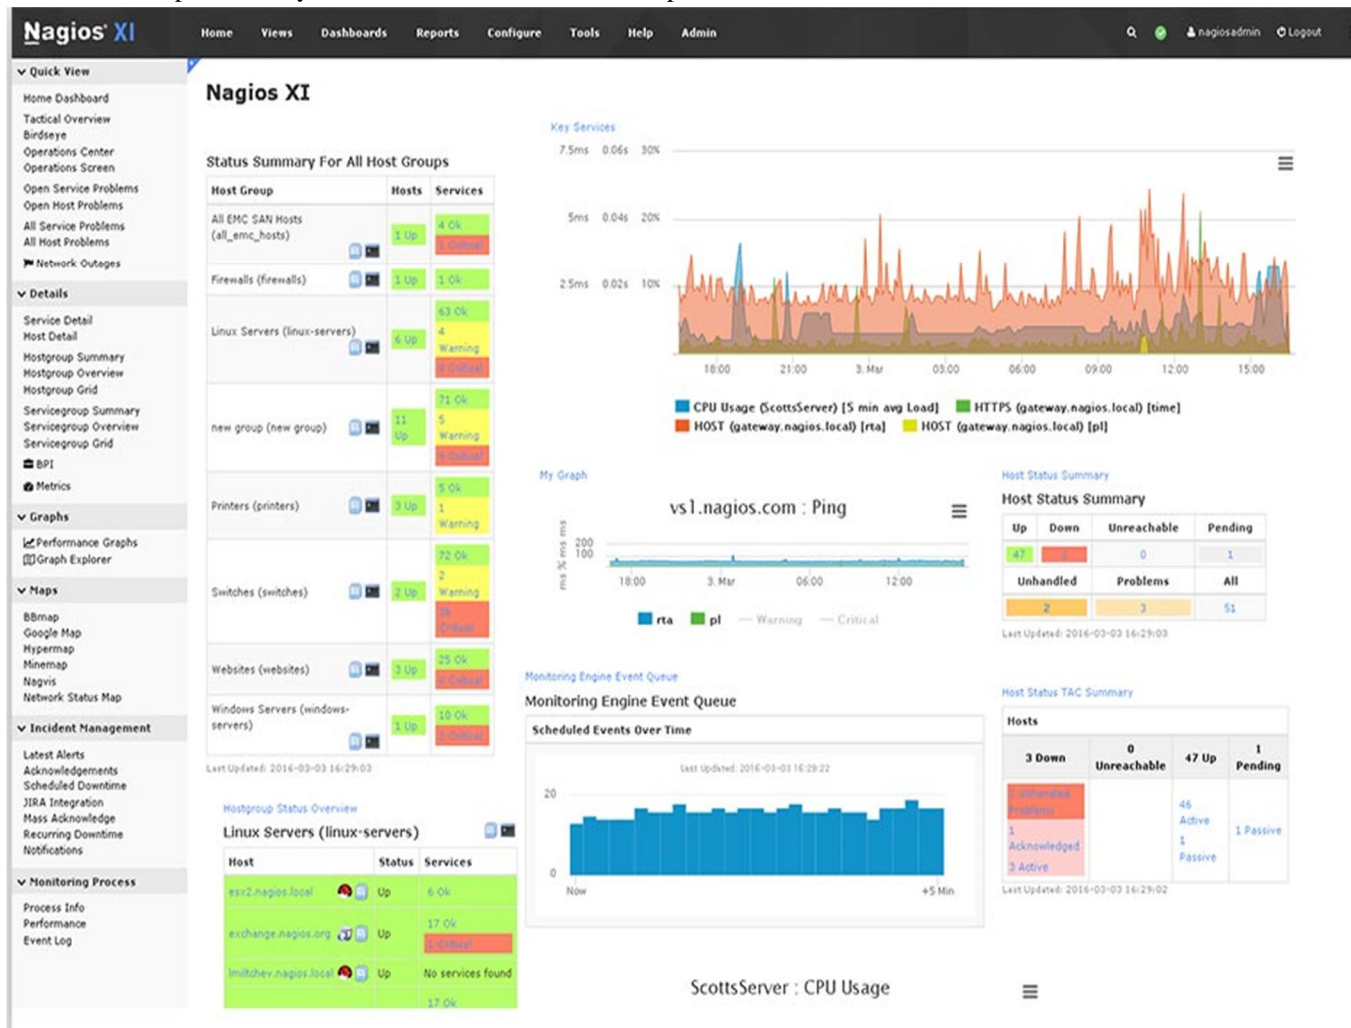 Nagios XI
Home Views Dashboards Reports Configure Tools Help Admin
nagiosadmin Logout
Quick View
Home Dashboard
Tactical Overview
Birdseye
Operations Center
Operations Screen
Open Service Problems
Open Host Problems
All Service Problems
All Host Problems
Network Outages
Details
Service Detail
Host Detail
Hostgroup Summary
Hostgroup Overview
Hostgroup Grid
Servicegroup Summary
Servicegroup Overview
Servicegroup Grid
BPI
Metrics
Graphs
Performance Graphs
Graph Explorer
Maps
BBmap
Google Map
Hypermap
Minemap
Nagvis
Network Status Map
Incident Management
Latest Alerts
Acknowledgements
Scheduled Downtime
JIRA Integration
Mass Acknowledge
Recurring Downtime
Notifications
Monitoring Process
Process Info
Performance
Event Log
Nagios XI
Status Summary For All Host Groups
Host Group Hosts Services
All EMC SAN Hosts
(all_emc_hosts)
1 Up
4 Ok
1 Critical
Firewalls (firewalls) 1 Up 1 Ok
Linux Servers (linux-servers)
6 Up
63 Ok
4
Warning
Critical
new group (new group)
11
Up
71 Ok
5
Warning
Critical
Printers (printers)
3 Up
5 Ok
1
Warning
Switches (switches)
2 Up
72 Ok
2
Warning
Critical
Websites (websites)
3 Up
25 Ok
Critical
Windows Servers (windows-
servers)
1 Up
10 Ok
Critical
Last Updated: 2016-03-03 16:29:03
Hostgroup Status Overview
Linux Servers (linux-servers)
Host Status Services
esx2.nagios.local Up 6 Ok
exchange.nagios.org Up
17 Ok
1 Critical
lmitchev.nagios.local Up No services found
17 Ok
Key Services
7.5ms 0.06s 30%
5ms 0.04s 20%
2.5ms 0.02s 10%
18:00 21:00 3. Mar 03:00 06:00 09:00 12:00 15:00
CPU Usage (ScottsServer) [5 min avg Load] HTTPS (gateway.nagios.local) [time]
HOST (gateway.nagios.local) [rta] HOST (gateway.nagios.local) [pl]
My Graph
vs1.nagios.com : Ping
ms % ms ms
200
100
18:00 3. Mar 06:00 12:00
rta pl Warning Critical
Monitoring Engine Event Queue
Monitoring Engine Event Queue
Scheduled Events Over Time
Last Updated: 2016-03-03 16:29:22
20
0
Now +5 Min
ScottsServer : CPU Usage
Host Status Summary
Host Status Summary
Up Down Unreachable Pending
47 0 1
Unhandled Problems All
2 3 51
Last Updated: 2016-03-03 16:29:03
Host Status TAC Summary
Hosts
3 Down
0
Unreachable
47 Up
1
Pending
Unhandled
Problems
1
Acknowledged
3 Active
46
Active
1
Passive
1 Passive
Last Updated: 2016-03-03 16:29:02